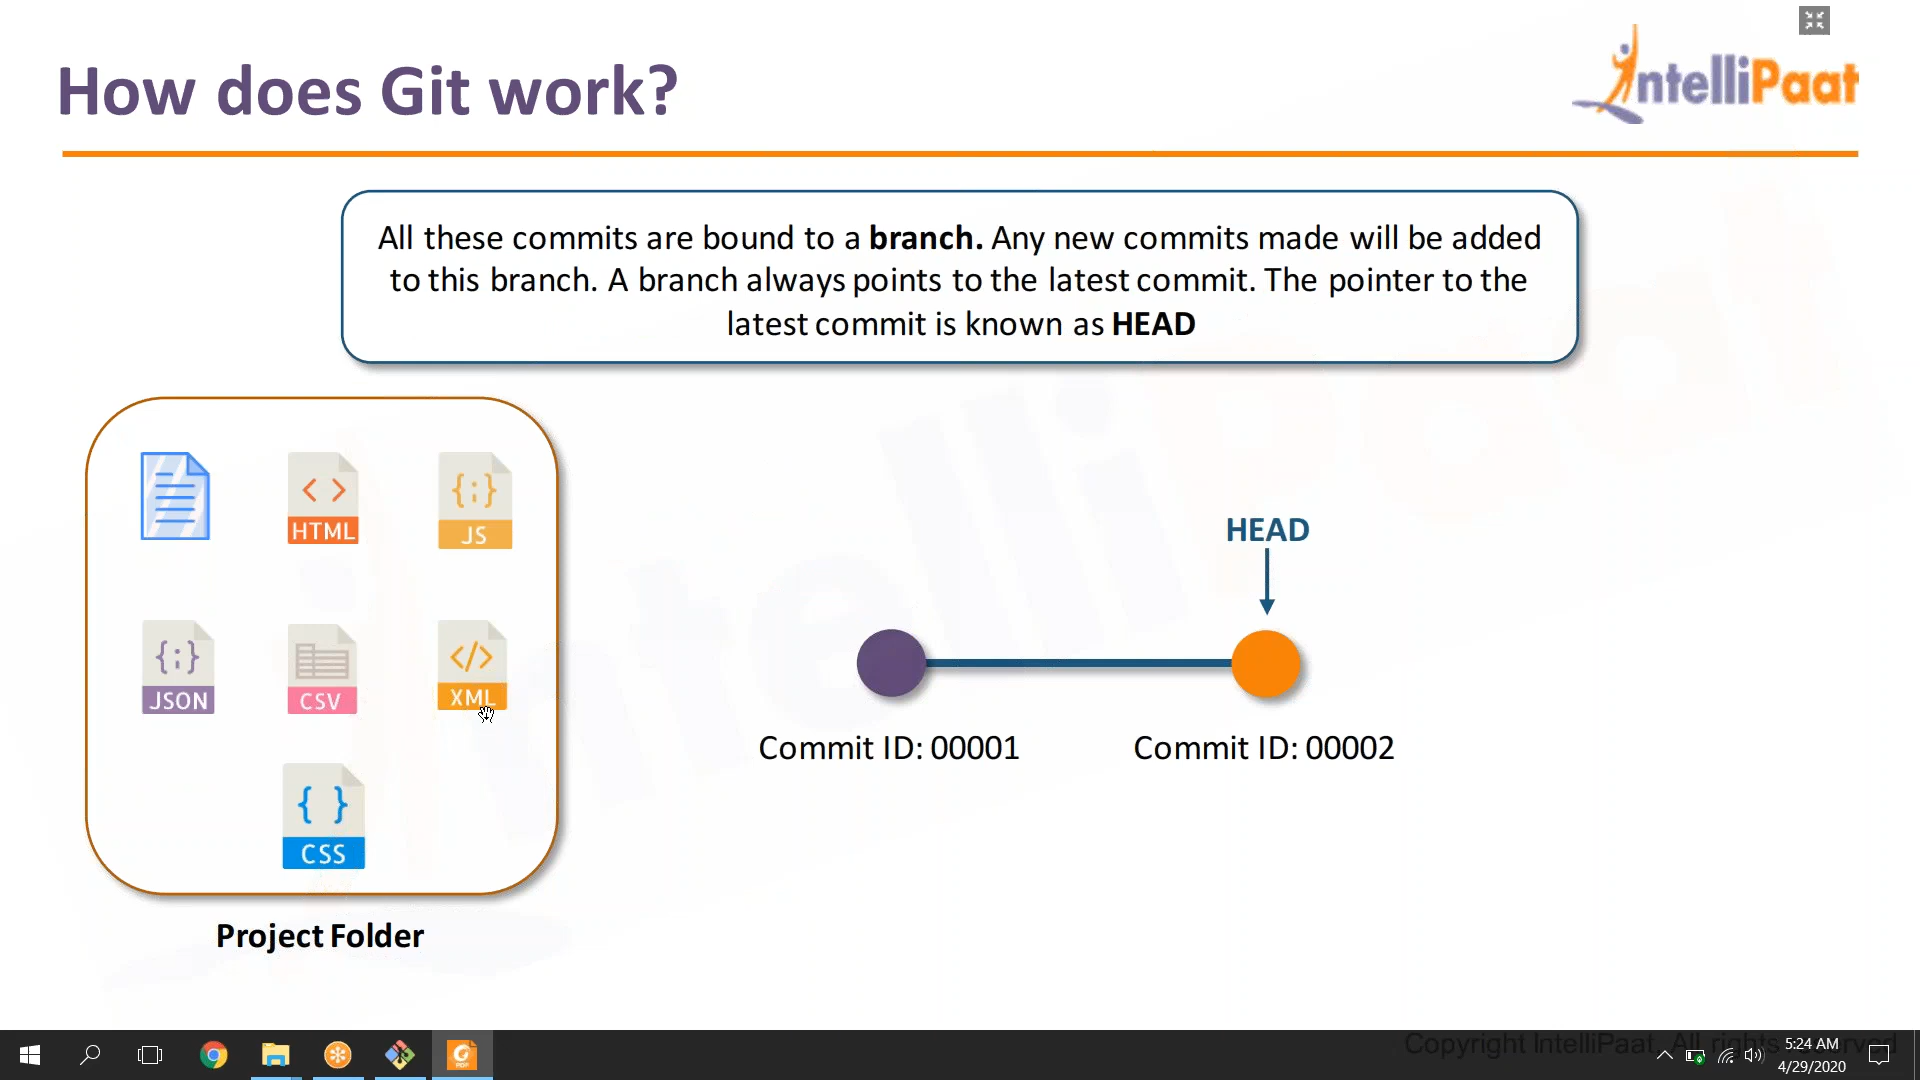 How does Git work?
IntelliPaat
All these commits are bound to a branch. Any new commits made will be added
to this branch. A branch always points to the latest commit. The pointer to the
latest commit is known as HEAD
HTML
JS
JSON
CSV
XML
CSS
Project Folder
HEAD
Commit ID: 00001
Commit ID: 00002
Copyright IntelliPaat. All rights reserved
PDF
5:24 AM
4/29/2020